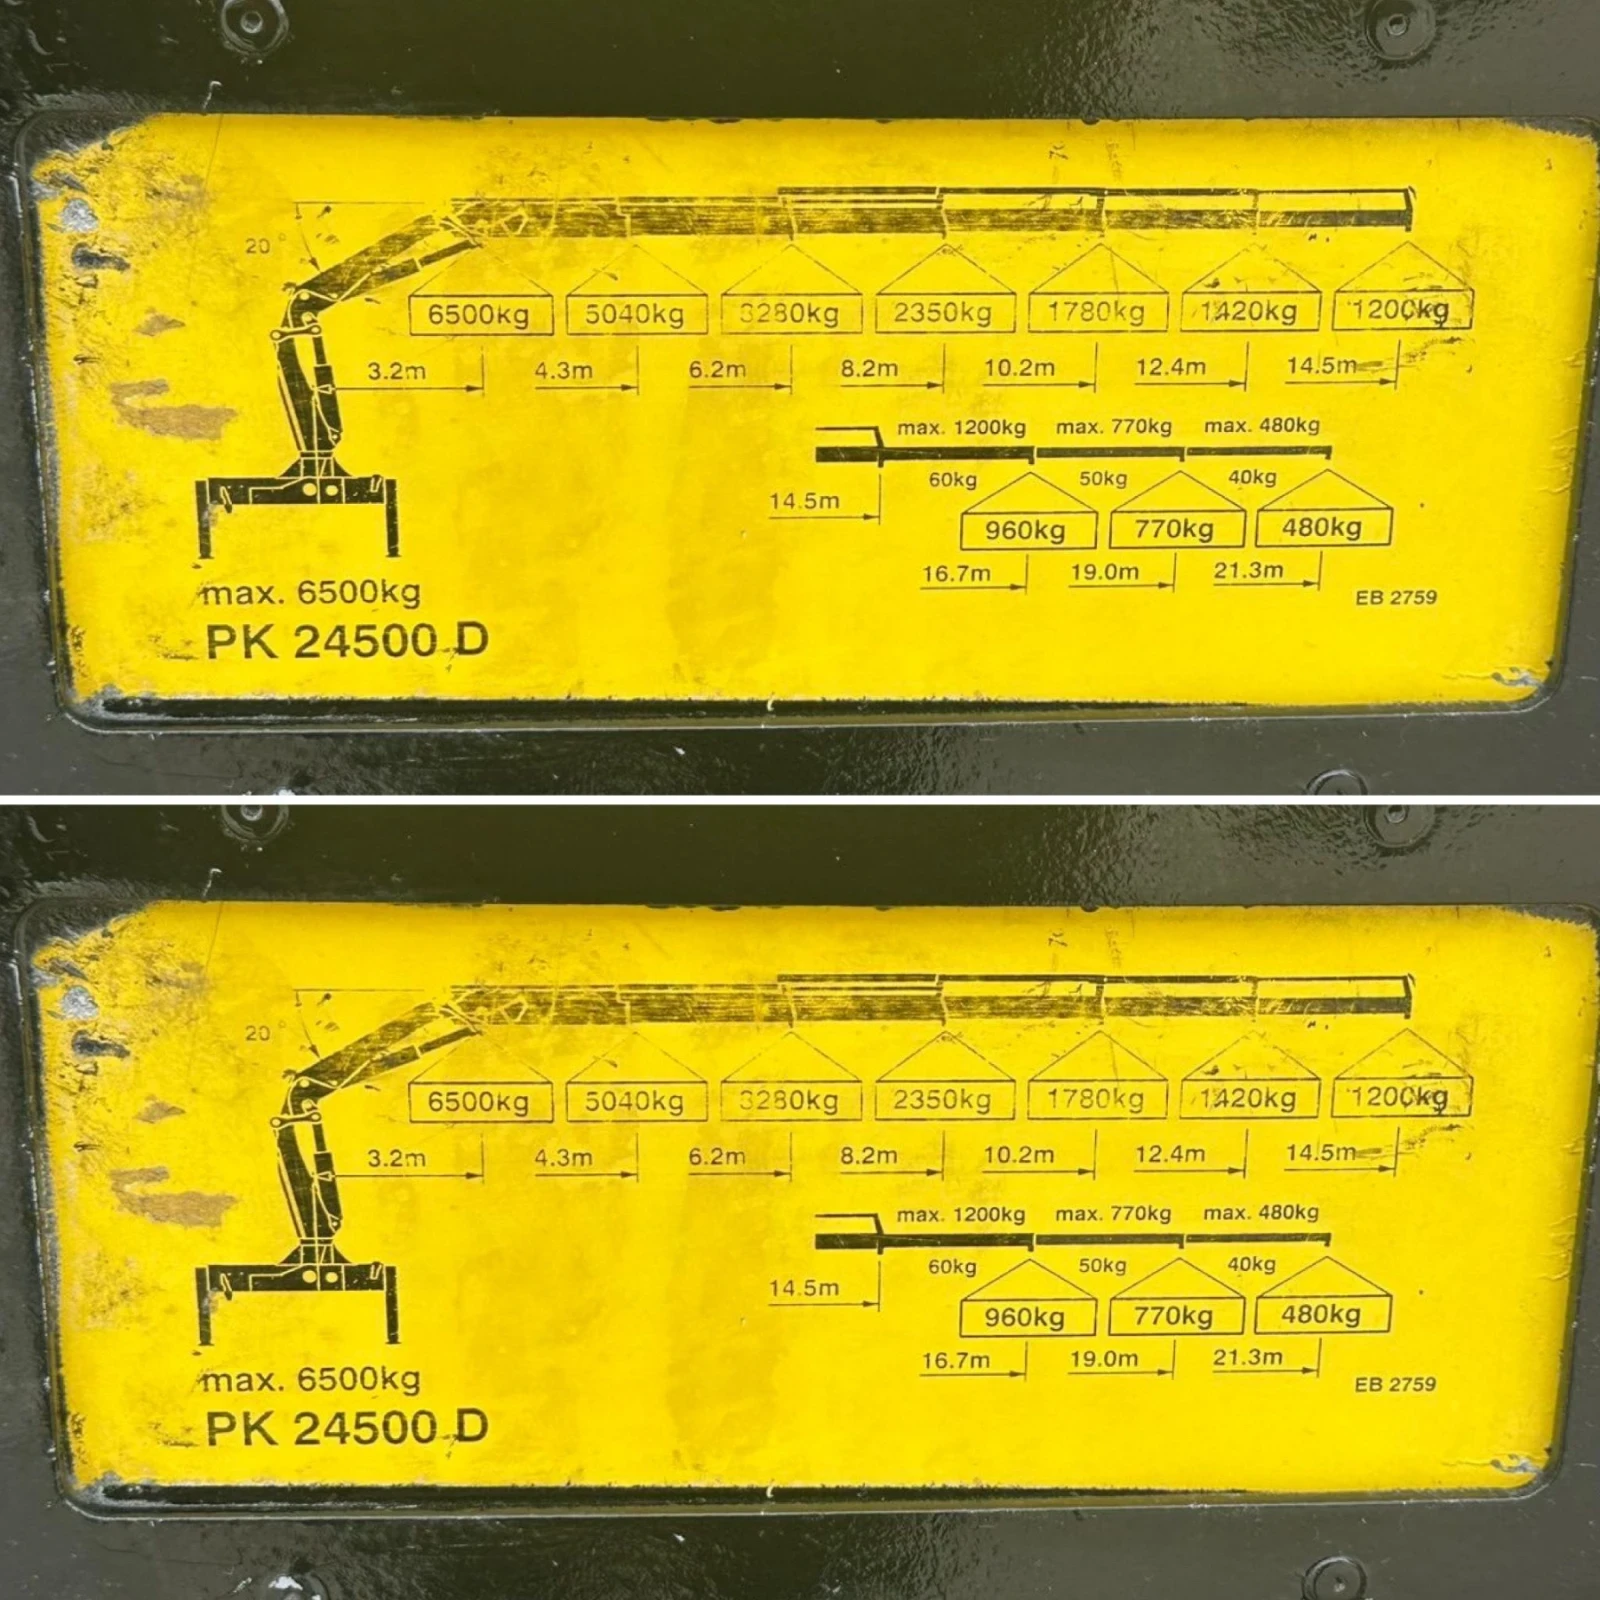 20°
6500kg 5040kg 3280kg 2350kg 1780kg 1420kg 1200kg
3.2m 4.3m 6.2m 8.2m 10.2m 12.4m 14.5m
max. 1200kg max. 770kg max. 480kg
60kg 50kg 40kg
14.5m
960kg 770kg 480kg
16.7m 19.0m 21.3m
EB 2759
max. 6500kg
PK 24500 D
20°
6500kg 5040kg 3280kg 2350kg 1780kg 1420kg 1200kg
3.2m 4.3m 6.2m 8.2m 10.2m 12.4m 14.5m
max. 1200kg max. 770kg max. 480kg
60kg 50kg 40kg
14.5m
960kg 770kg 480kg
16.7m 19.0m 21.3m
EB 2759
max. 6500kg
PK 24500 D